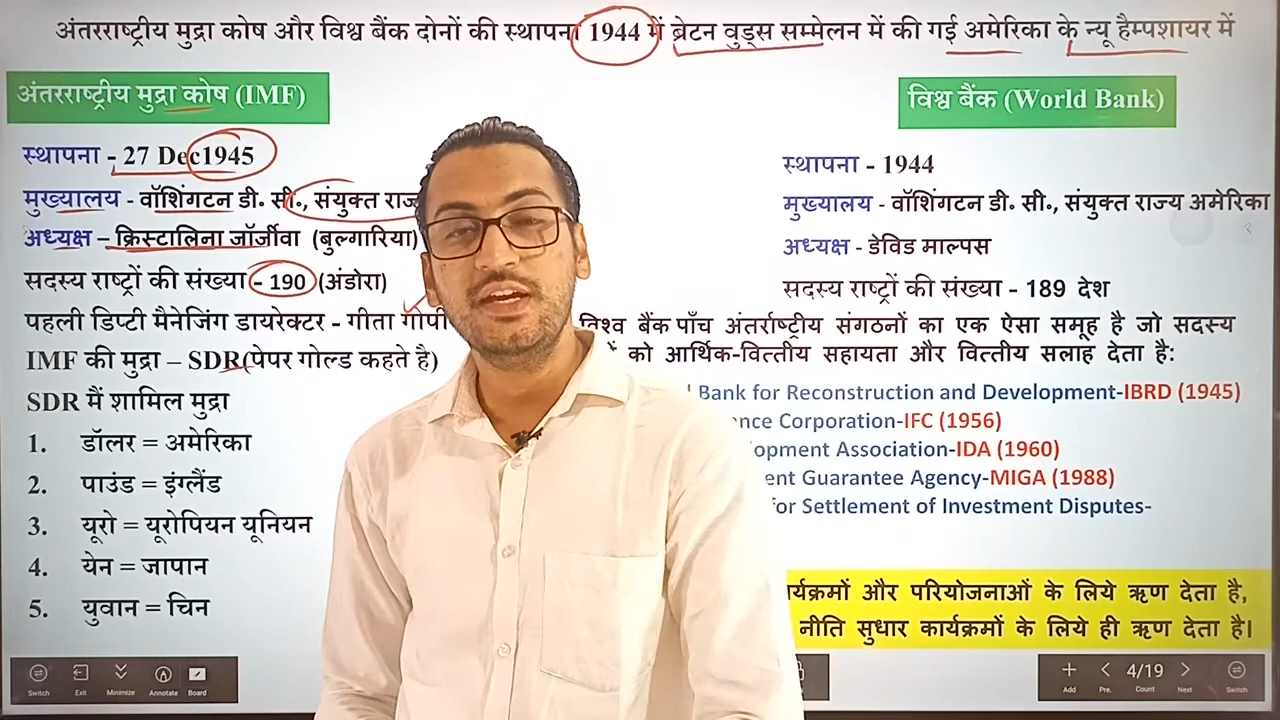 अंतरराष्ट्रीय मुद्रा कोष और विश्व बैंक दोनों की स्थापना 1944 में ब्रेटन वुड्स सम्मेलन में की गई अमेरिका के न्यू हैम्पशायर में
अंतरराष्ट्रीय मुद्रा कोष (IMF)
स्थापना - 27 Dec1945
मुख्यालय - वॉशिंगटन डी. सी., संयुक्त राज
अध्यक्ष – क्रिस्टालिना जॉर्जीवा (बुल्गारिया)
सदस्य राष्ट्रों की संख्या - 190 (अंडोरा)
पहली डिप्टी मैनेजिंग डायरेक्टर - गीता गोपी
IMF की मुद्रा – SDR(पेपर गोल्ड कहते है)
SDR मैं शामिल मुद्रा
1. डॉलर = अमेरिका
2. पाउंड = इंग्लैंड
3. यूरो = यूरोपियन यूनियन
4. येन = जापान
5. युवान = चिन
विश्व बैंक (World Bank)
स्थापना - 1944
मुख्यालय - वॉशिंगटन डी. सी., संयुक्त राज्य अमेरिका
अध्यक्ष - डेविड माल्पस
सदस्य राष्ट्रों की संख्या - 189 देश
विश्व बैंक पाँच अंतर्राष्ट्रीय संगठनों का एक ऐसा समूह है जो सदस्य
को आर्थिक-वित्तीय सहायता और वित्तीय सलाह देता है:
Bank for Reconstruction and Development-IBRD (1945)
Corporation-IFC (1956)
Association-IDA (1960)
Guarantee Agency-MIGA (1988)
for Settlement of Investment Disputes-
र्यक्रमों और परियोजनाओं के लिये ऋण देता है,
नीति सुधार कार्यक्रमों के लिये ही ऋण देता है।
Switch Exit Minimize Annotate Board
Add Pre. 4/19 Count Next Switch